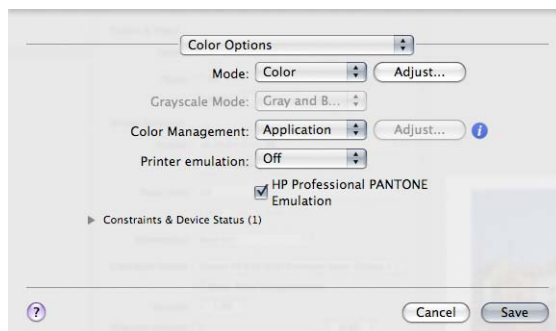 Color Options
Mode: Color Adjust...
Grayscale Mode: Gray and B...
Color Management: Application Adjust... i
Printer emulation: Off
HP Professional PANTONE
Emulation
Constraints & Device Status (1)
? Cancel Save